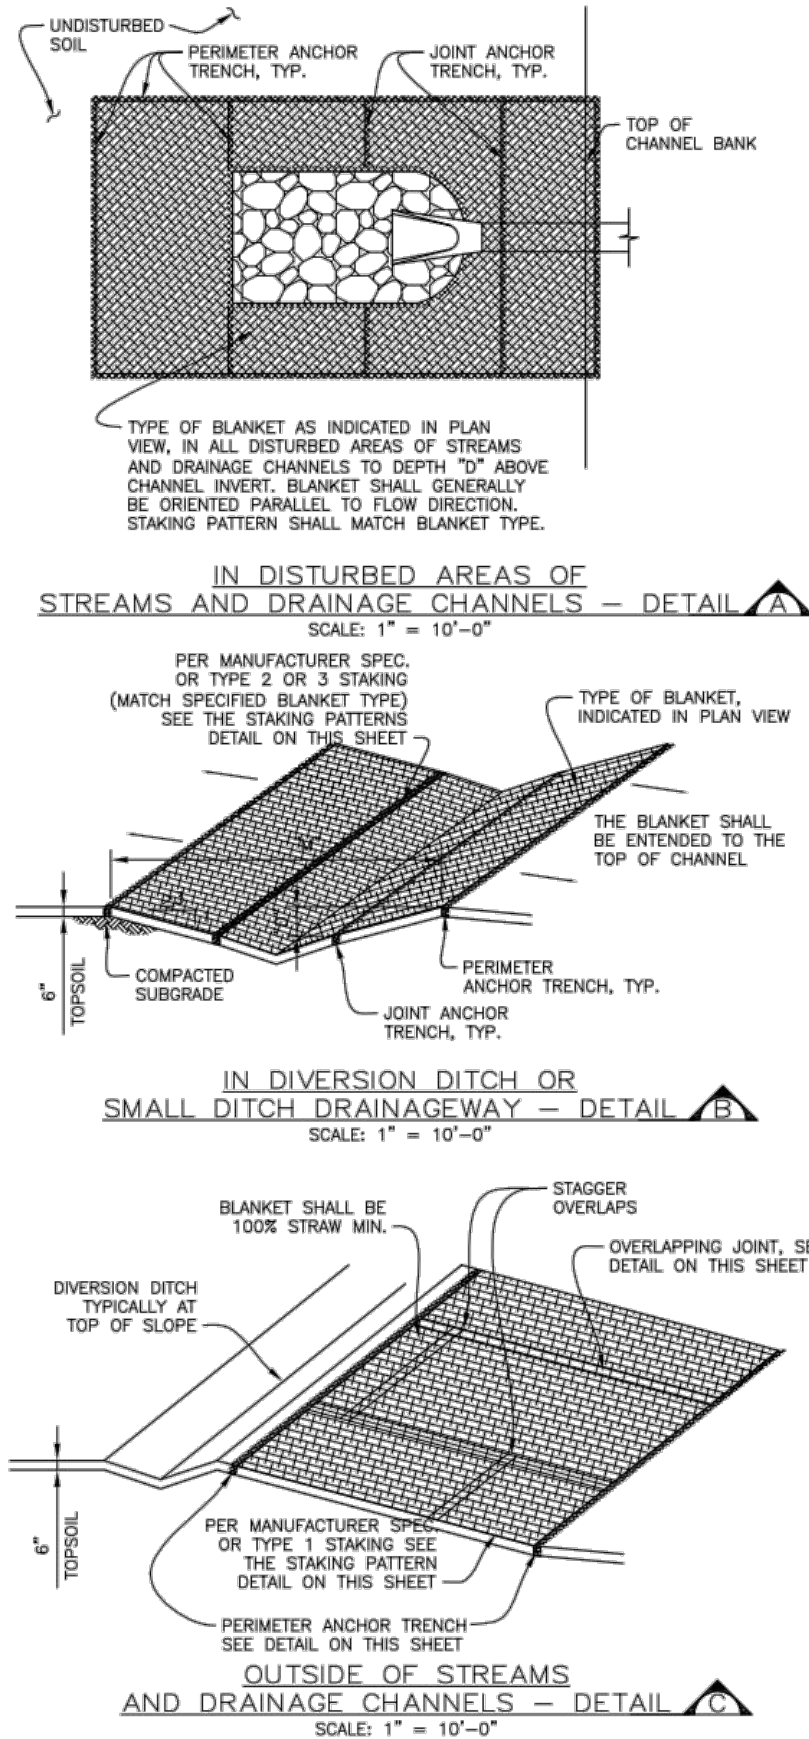 UNDISTURBED
SOIL
PERIMETER ANCHOR
TRENCH, TYP.
JOINT ANCHOR
TRENCH, TYP.
TOP OF
CHANNEL BANK
TYPE OF BLANKET AS INDICATED IN PLAN
VIEW, IN ALL DISTURBED AREAS OF STREAMS
AND DRAINAGE CHANNELS TO DEPTH "D" ABOVE
CHANNEL INVERT. BLANKET SHALL GENERALLY
BE ORIENTED PARALLEL TO FLOW DIRECTION.
STAKING PATTERN SHALL MATCH BLANKET TYPE.
IN DISTURBED AREAS OF
STREAMS AND DRAINAGE CHANNELS – DETAIL A
SCALE: 1" = 10'-0"
PER MANUFACTURER SPEC.
OR TYPE 2 OR 3 STAKING
(MATCH SPECIFIED BLANKET TYPE)
SEE THE STAKING PATTERNS
DETAIL ON THIS SHEET
TYPE OF BLANKET,
INDICATED IN PLAN VIEW
THE BLANKET SHALL
BE ENTENDED TO THE
TOP OF CHANNEL
6"
TOPSOIL
COMPACTED
SUBGRADE
PERIMETER
ANCHOR TRENCH, TYP.
JOINT ANCHOR
TRENCH, TYP.
IN DIVERSION DITCH OR
SMALL DITCH DRAINAGEWAY – DETAIL B
SCALE: 1" = 10'-0"
STAGGER
OVERLAPS
BLANKET SHALL BE
100% STRAW MIN.
OVERLAPPING JOINT, SE
DETAIL ON THIS SHEET
DIVERSION DITCH
TYPICALLY AT
TOP OF SLOPE
6"
TOPSOIL
PER MANUFACTURER SPEC.
OR TYPE 1 STAKING SEE
THE STAKING PATTERN
DETAIL ON THIS SHEET
PERIMETER ANCHOR TRENCH
SEE DETAIL ON THIS SHEET
OUTSIDE OF STREAMS
AND DRAINAGE CHANNELS – DETAIL C
SCALE: 1" = 10'-0"